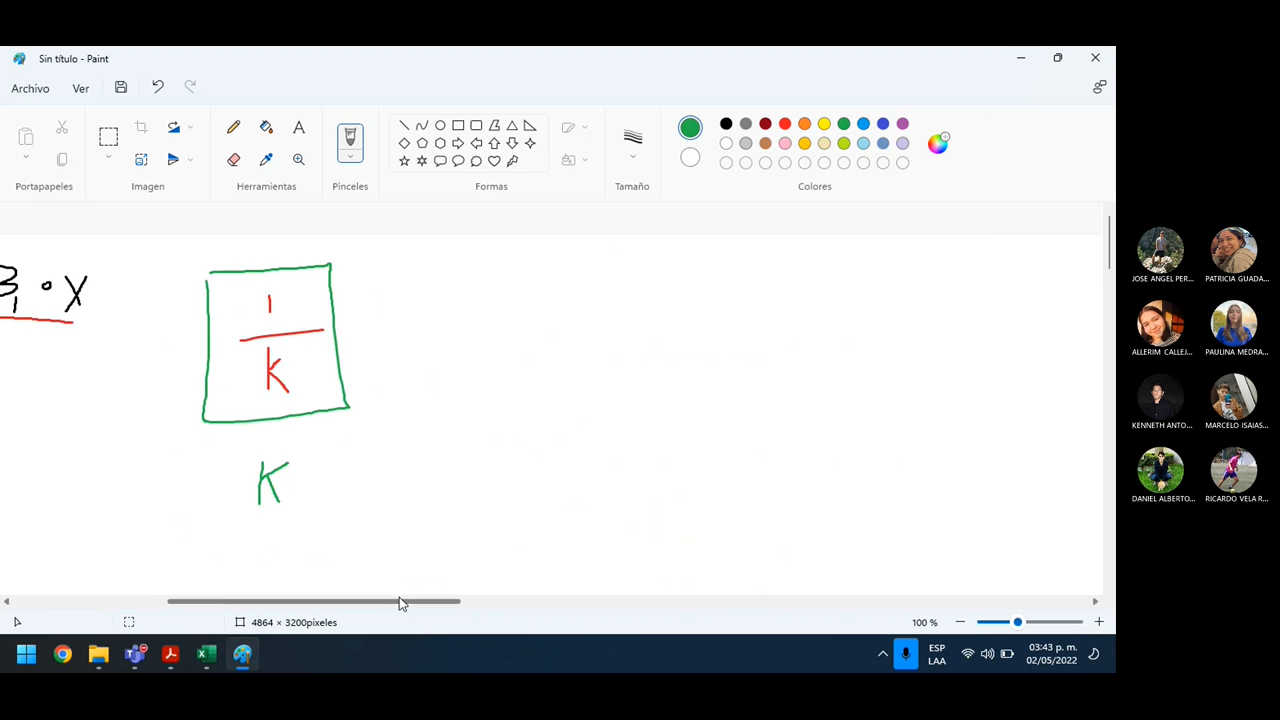 Sin título - Paint
Archivo Ver
Portapapeles Imagen Herramientas Pinceles Formas Tamaño Colores
3₁ • X
1
K
K
JOSE ANGEL PER... PATRICIA GUADA...
ALLERIM CALLEJ... PAULINA MEDRA...
KENNETH ANTO... MARCELO ISAIAS...
DANIEL ALBERTO... RICARDO VELA R...
4864 × 3200píxeles 100 %
ESP 03:43 p. m.
LAA 02/05/2022